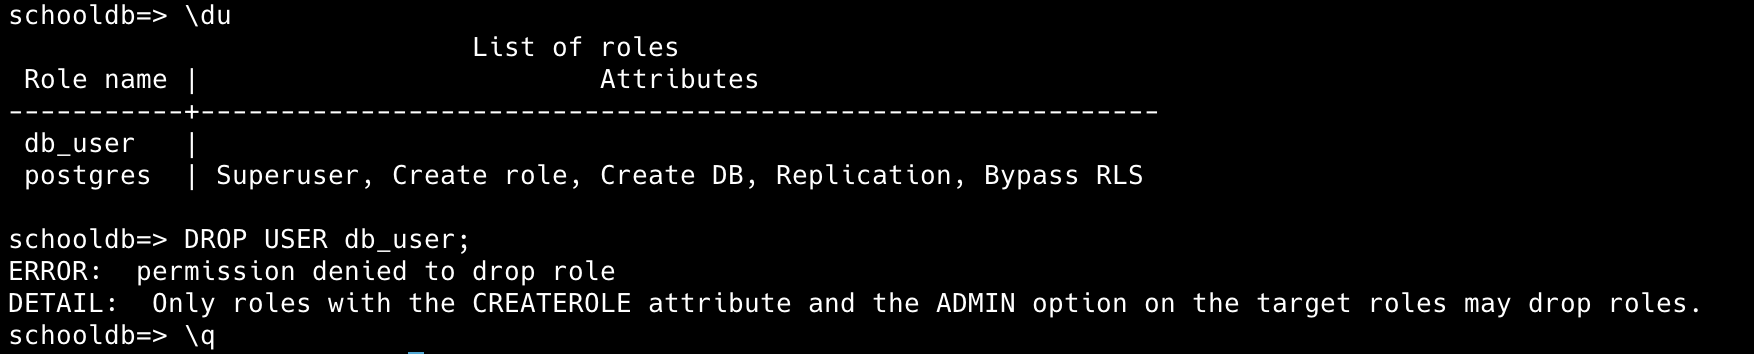 schooldb=> \du
                             List of roles
 Role name |                         Attributes
-----------+------------------------------------------------------------
 db_user   |
 postgres  | Superuser, Create role, Create DB, Replication, Bypass RLS
schooldb=> DROP USER db_user;
ERROR:  permission denied to drop role
DETAIL:  Only roles with the CREATEROLE attribute and the ADMIN option on the target roles may drop roles.
schooldb=> \q